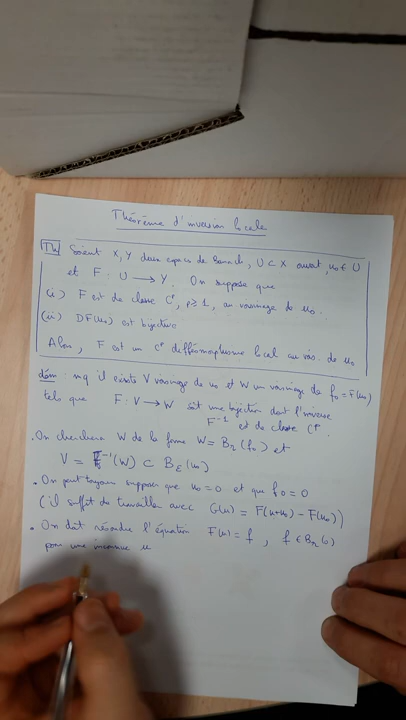 Théorème d'inversion locale
Th Soient X, Y deux espaces de Banach, U ⊂ X ouvert, u₀ ∈ U
et F : U → Y. On suppose que
(i) F est de classe Cᵖ, p ≥ 1, au voisinage de u₀.
(ii) DF(u₀) est bijective
Alors, F est un Cᵖ difféomorphisme local au vois. de u₀
dém : mq il existe V voisinage de u₀ et W un voisinage de f₀ = F(u₀)
tels que F : V → W soit une bijection dont l'inverse
F⁻¹ est de classe Cᵖ.
. On cherchera W de la forme W = B_r(f₀) et
V = F⁻¹(W) ⊂ B_ε(u₀)
. On peut toujours supposer que u₀ = 0 et que f₀ = 0
(il suffit de travailler avec G(u) = F(u+u₀) - F(u₀))
. On doit résoudre l'équation F(u) = f, f ∈ B_r(0)
pour une inconnue u